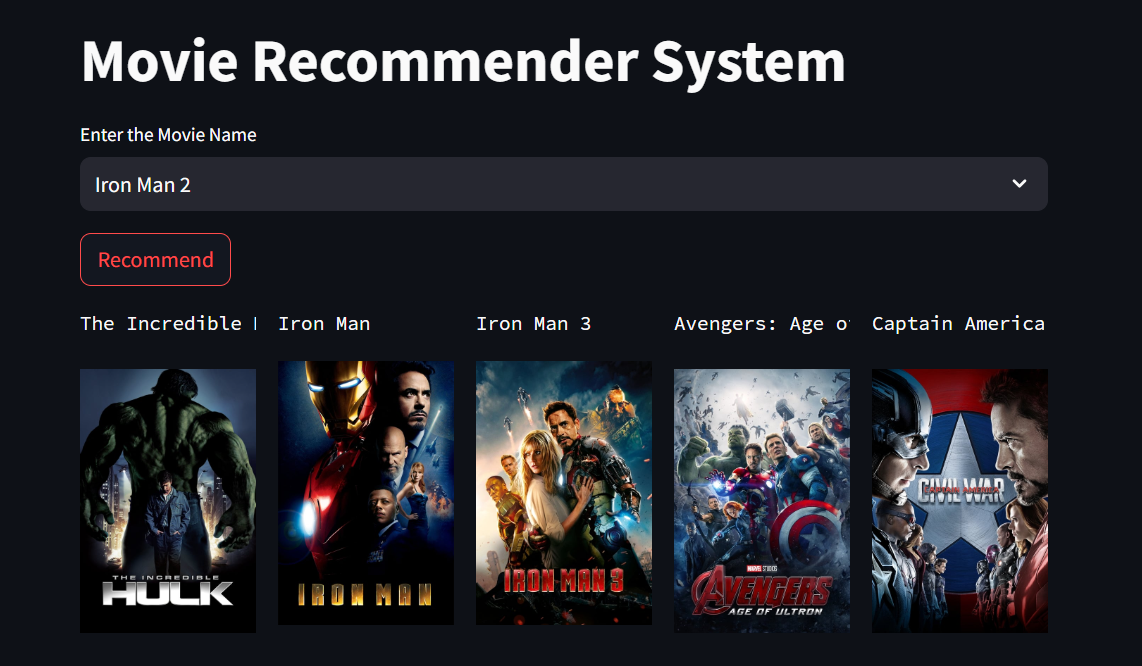 Movie Recommender System
Enter the Movie Name
Iron Man 2
Recommend
The Incredible
Iron Man
Iron Man 3
Avengers: Age of
Captain America
THE INCREDIBLE
HULK
IRON MAN
IRON MAN 3
MARVEL STUDIOS
AVENGERS
AGE OF ULTRON
CIVIL WAR
CAPTAIN AMERICA